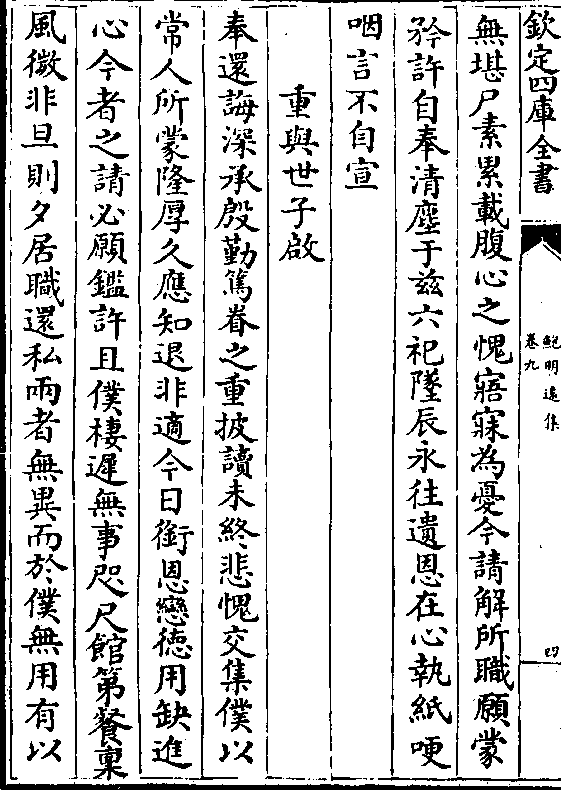 欽定四庫全書
鮑明遠集
卷九
四
無堪尸素累載腹心之愧寤寐為憂今請解所職願蒙
矜許自奉清塵于兹六祀墜辰永往遺恩在心執紙哽
咽言不自宣
重與世子啟
奉還誨深承殷勤篤眷之重披讀未終悲愧交集僕以
常人所蒙隆厚久應知退非適今日銜恩戀徳用缺進
心今者之請必願鑑許且僕棲遲無事咫尺館第餐稟
風微非旦則夕居職還私兩者無異而於僕無用有以